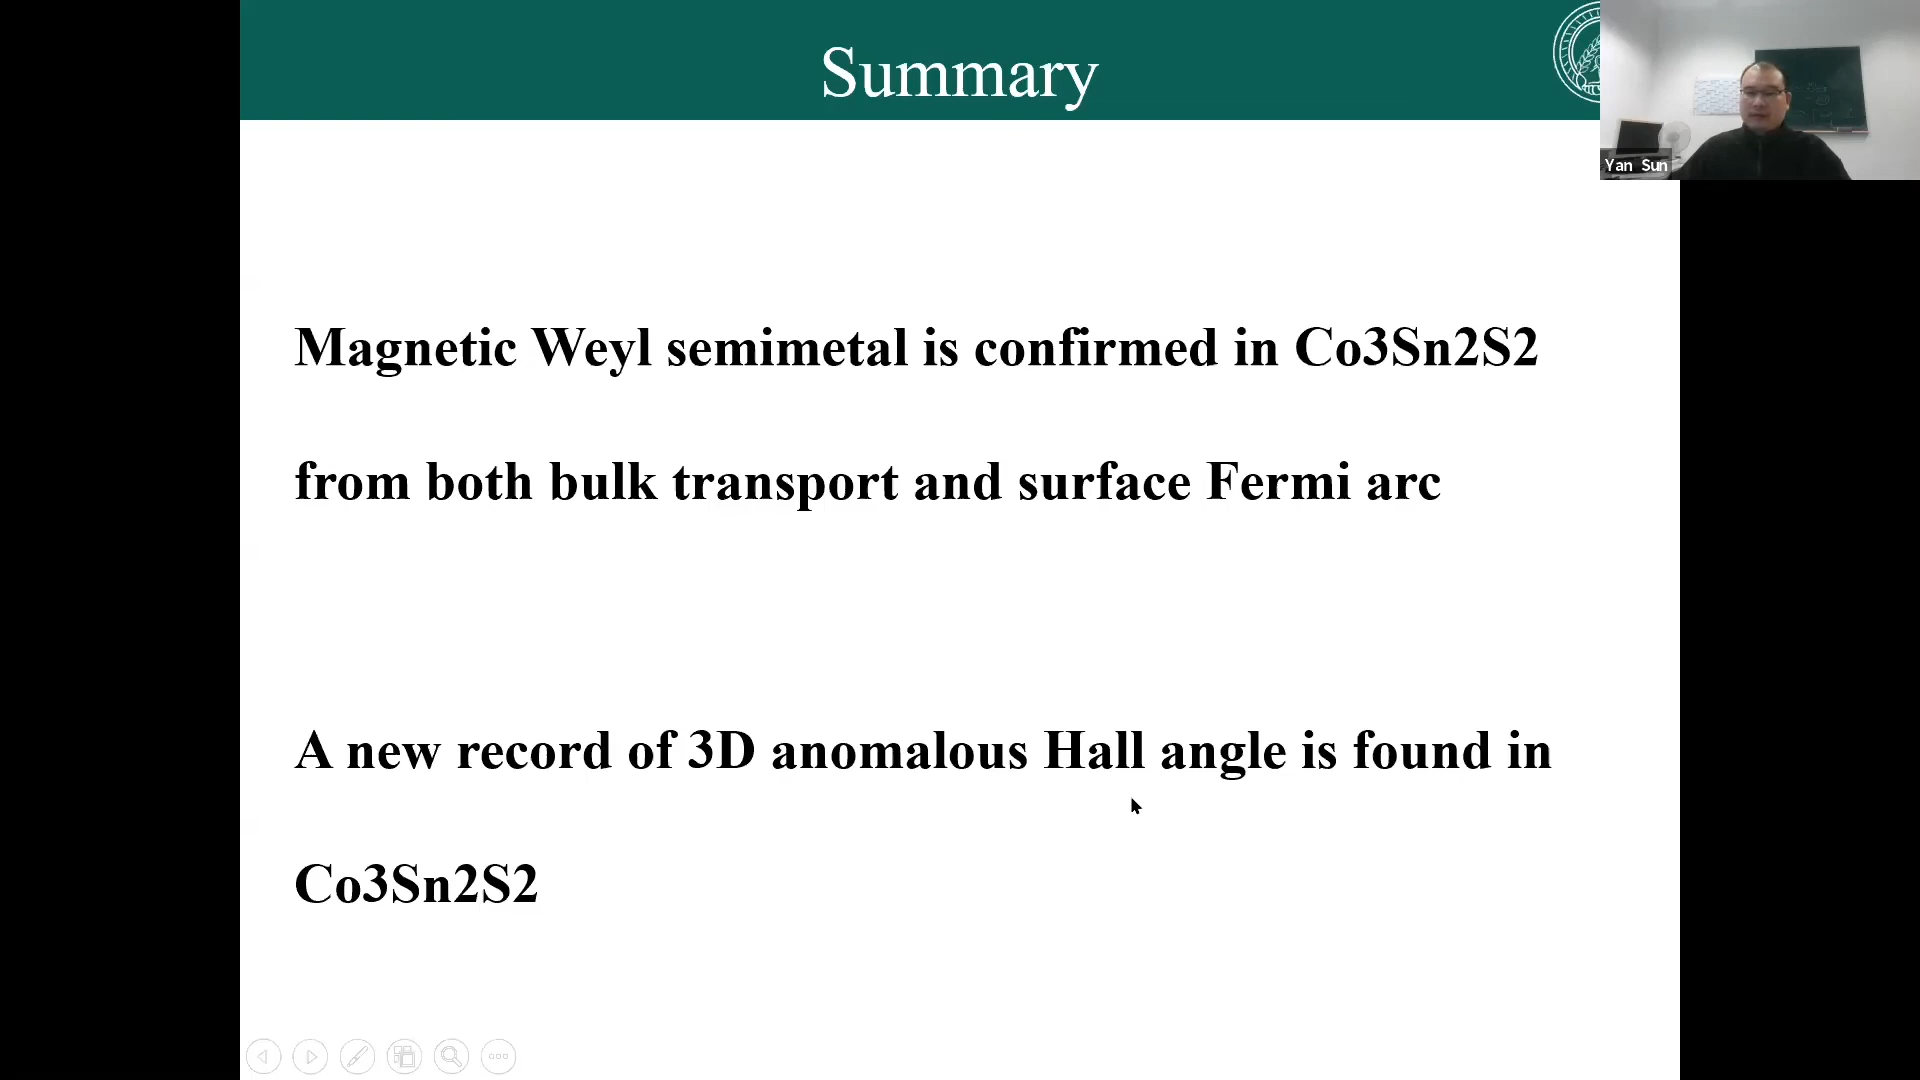 Summary
Yan Sun
Magnetic Weyl semimetal is confirmed in Co3Sn2S2
from both bulk transport and surface Fermi arc
A new record of 3D anomalous Hall angle is found in
Co3Sn2S2